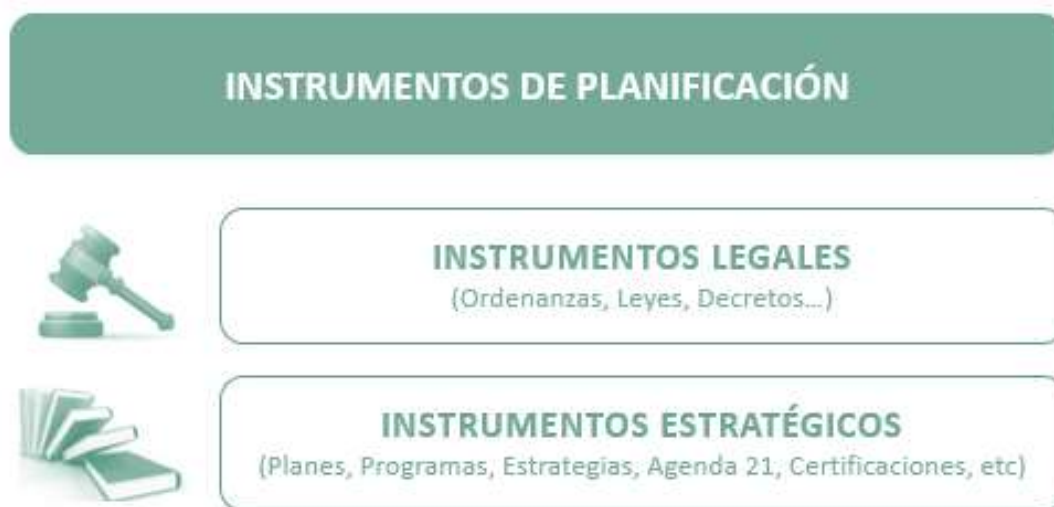 INSTRUMENTOS DE PLANIFICACIÓN
INSTRUMENTOS LEGALES
(Ordenanzas, Leyes, Decretos...)
INSTRUMENTOS ESTRATÉGICOS
(Planes, Programas, Estrategias, Agenda 21, Certificaciones, etc)